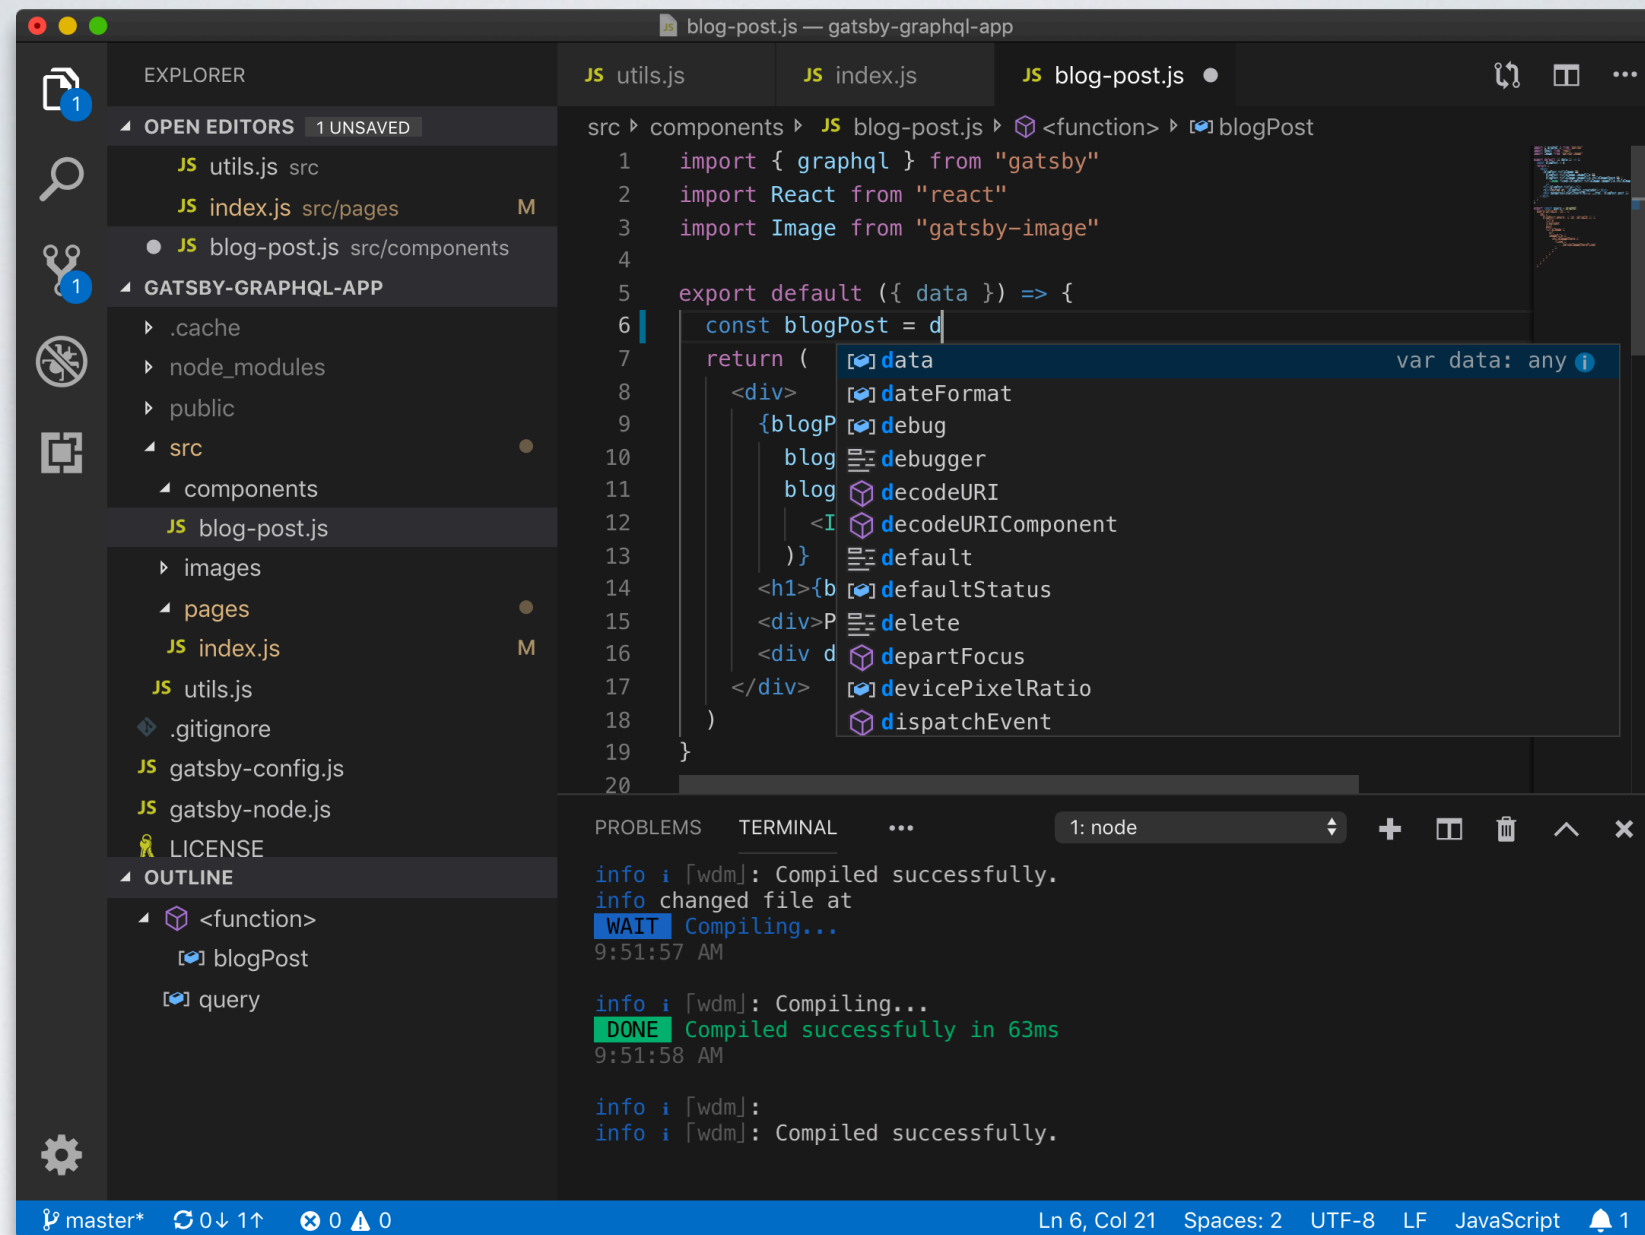 blog-post.js — gatsby-graphql-app
EXPLORER
OPEN EDITORS 1 UNSAVED
JS utils.js src
JS index.js src/pages M
JS blog-post.js src/components
GATSBY-GRAPHQL-APP
.cache
node_modules
public
src
components
JS blog-post.js
images
pages
JS index.js M
JS utils.js
.gitignore
JS gatsby-config.js
JS gatsby-node.js
LICENSE
OUTLINE
<function>
blogPost
query
1
1
JS utils.js
JS index.js
JS blog-post.js
src components JS blog-post.js <function> blogPost
1 import { graphql } from "gatsby"
2 import React from "react"
3 import Image from "gatsby-image"
4
5 export default ({ data }) => {
6 const blogPost = d
7 return (
8 <div>
9 {blogP
10 blog
11 blog
12 <I
13 )}
14 <h1>{b
15 <div>P
16 <div d
17 </div>
18 )
19 }
20
data var data: any
dateFormat
debug
debugger
decodeURI
decodeURIComponent
default
defaultStatus
delete
departFocus
devicePixelRatio
dispatchEvent
PROBLEMS TERMINAL ••• 1: node
info i ⌈wdm⌋: Compiled successfully.
info changed file at
WAIT Compiling...
9:51:57 AM
info i ⌈wdm⌋: Compiling...
DONE Compiled successfully in 63ms
9:51:58 AM
info i ⌈wdm⌋:
info i ⌈wdm⌋: Compiled successfully.
master* 0↓ 1↑ 0 0 Ln 6, Col 21 Spaces: 2 UTF-8 LF JavaScript 1